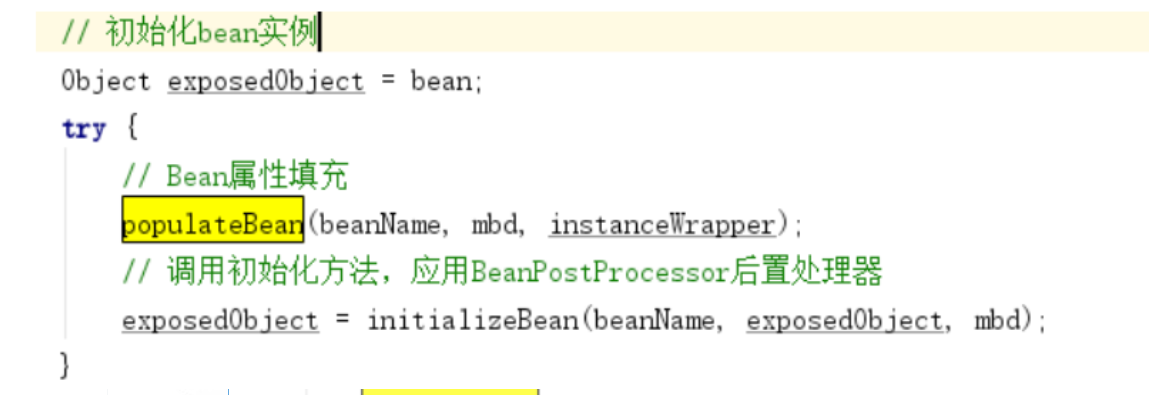 // 初始化bean实例
Object exposedObject = bean;
try {
// Bean属性填充
populateBean(beanName, mbd, instanceWrapper);
// 调用初始化方法，应用BeanPostProcessor后置处理器
exposedObject = initializeBean(beanName, exposedObject, mbd);
}